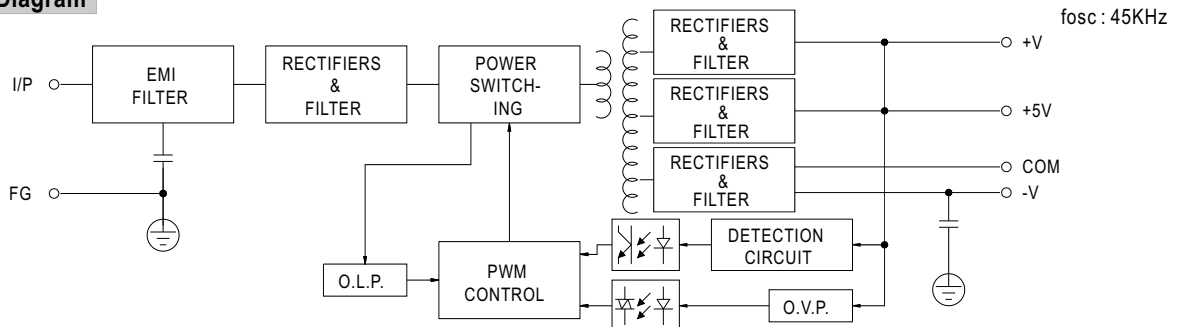 Diagram
fosc : 45KHz
I/P
EMI
FILTER
RECTIFIERS
&
FILTER
POWER
SWITCH-
ING
RECTIFIERS
&
FILTER
+V
RECTIFIERS
&
FILTER
+5V
RECTIFIERS
&
FILTER
COM
-V
FG
O.L.P.
PWM
CONTROL
DETECTION
CIRCUIT
O.V.P.